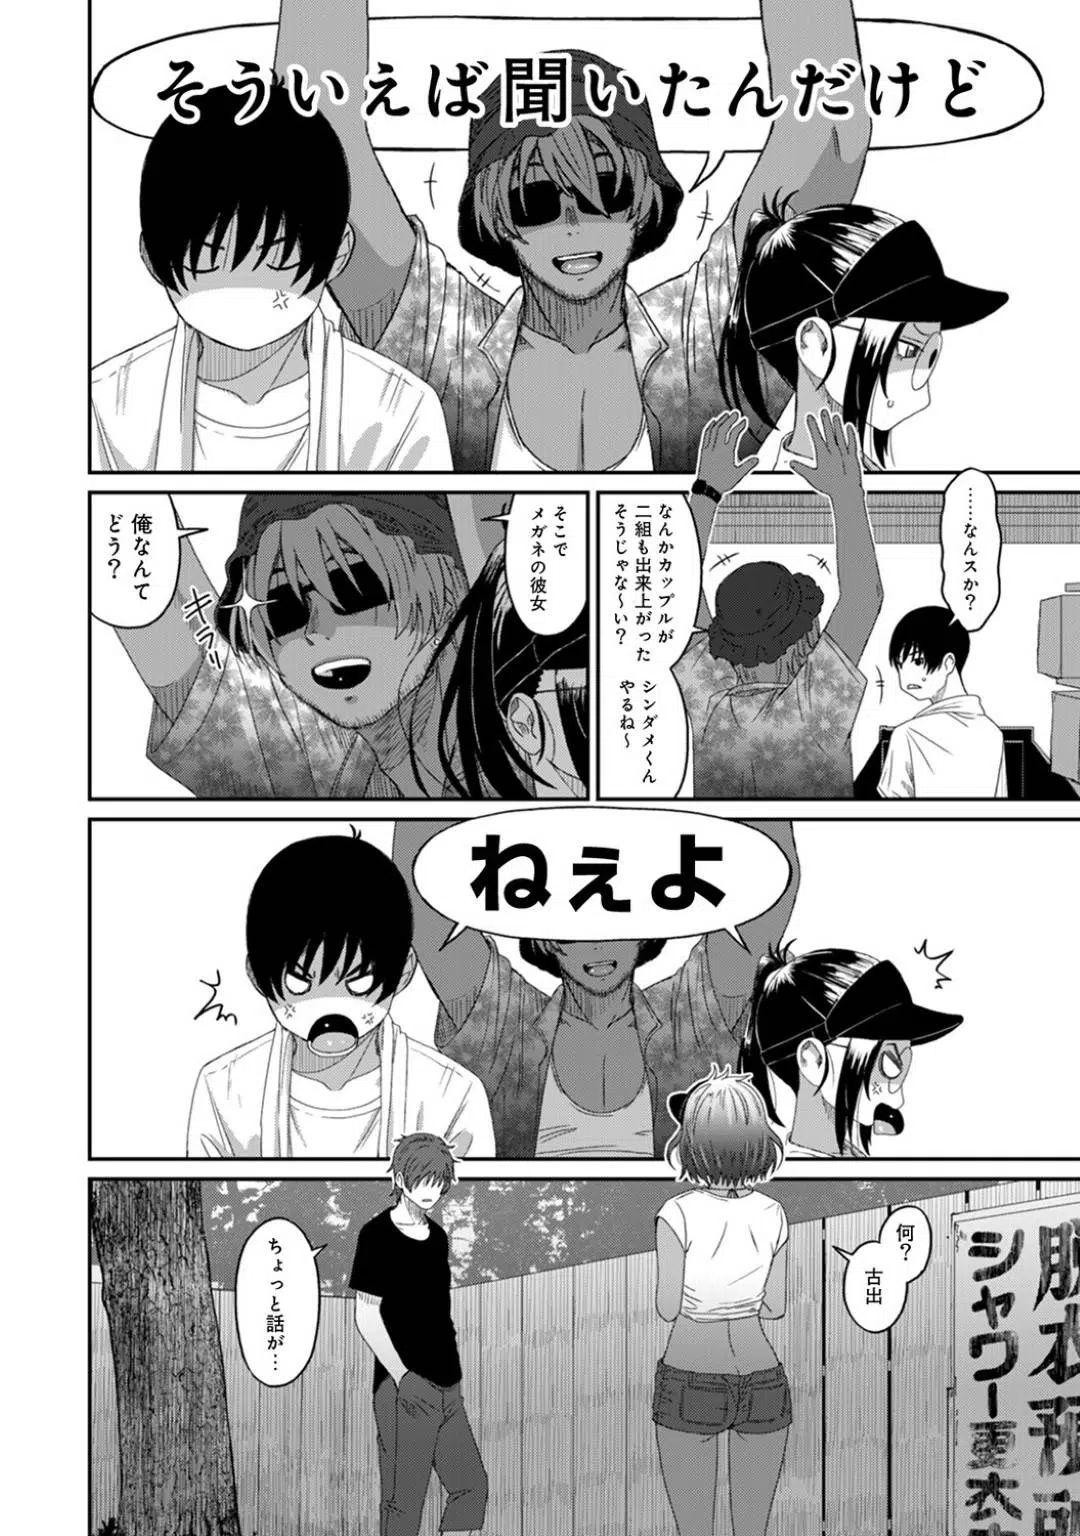 そういえば聞いたんだけど
……なんスか？
なんかカップルが
二組も出来上がった
そうじゃな〜い？
シンダメくん
やるね〜
そこで
メガネの彼女
俺なんて
どう？
キラッ
ねぇよ
何？
古出
ちょっと話が…
シャワー更衣